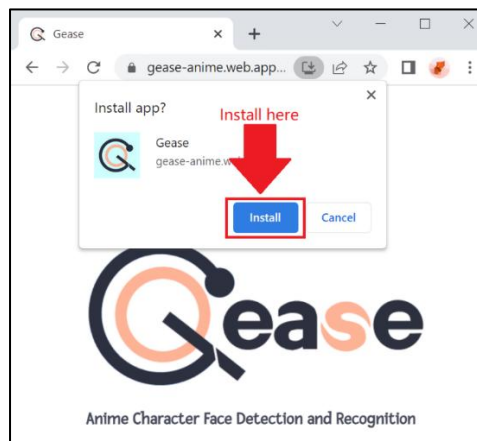 Gease
gease-anime.web.app...
Install app?
Install here
Gease
gease-anime.w
Install
Cancel
Gease
Anime Character Face Detection and Recognition